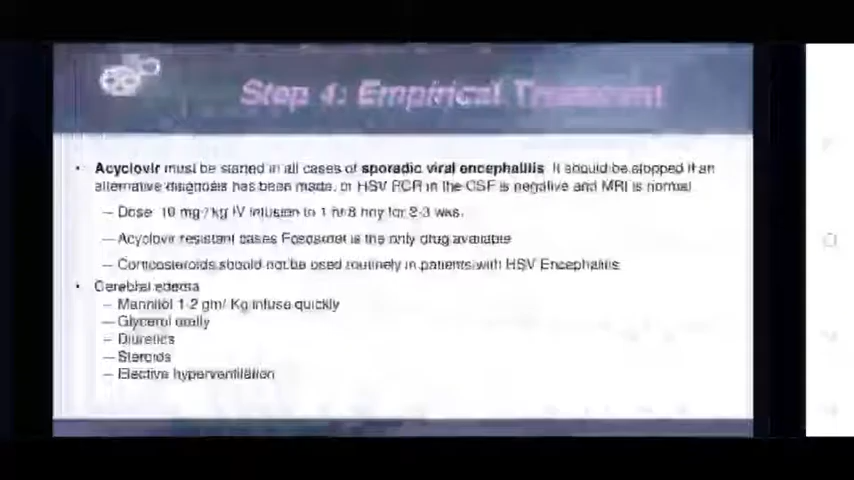 Step 4: Empirical Treatment
• Acyclovir must be started in all cases of sporadic viral encephalitis. It should be stopped if an
alternative diagnosis has been made, or HSV PCR in the CSF is negative and MRI is normal
– Dose: 10 mg / kg IV infusion in 1 hr 8 hrly for 2-3 wks.
– Acyclovir resistant cases Foscarnet is the only drug available
– Corticosteroids should not be used routinely in patients with HSV Encephalitis
• Cerebral edema
– Mannitol 1-2 gm/ Kg infuse quickly
– Glycerol orally
– Diuretics
– Steroids
– Elective hyperventilation